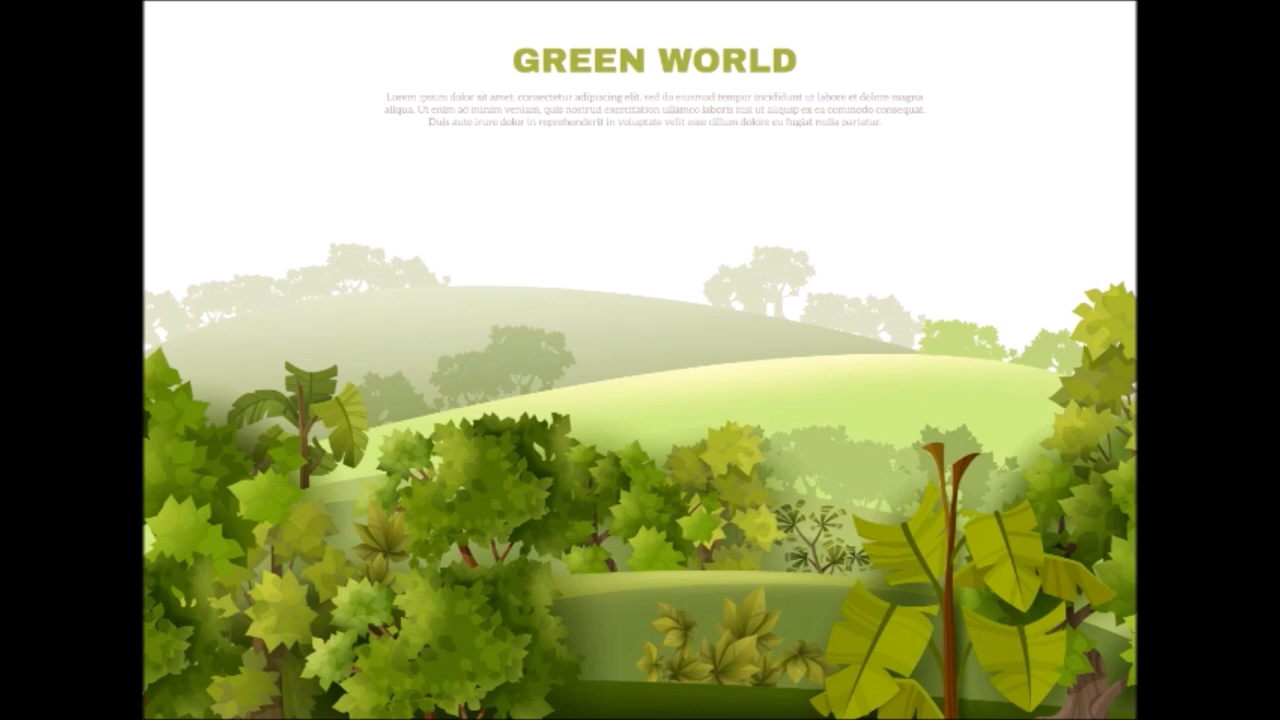 GREEN WORLD
Lorem ipsum dolor sit amet, consectetur adipiscing elit, sed do eiusmod tempor incididunt ut labore et dolore magna
aliqua. Ut enim ad minim veniam, quis nostrud exercitation ullamco laboris nisi ut aliquip ex ea commodo consequat.
Duis aute irure dolor in reprehenderit in voluptate velit esse cillum dolore eu fugiat nulla pariatur.